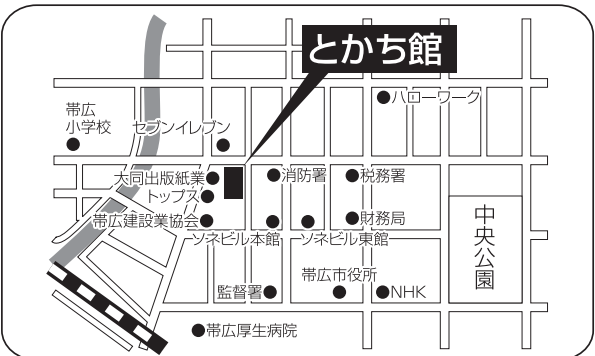 とかち館
ハローワーク
帯広
小学校
セブンイレブン
大同出版紙業
消防署
税務署
トップス
帯広建設業協会
財務局
ソネビル本館
ソネビル東館
中央公園
帯広市役所
監督署
NHK
帯広厚生病院